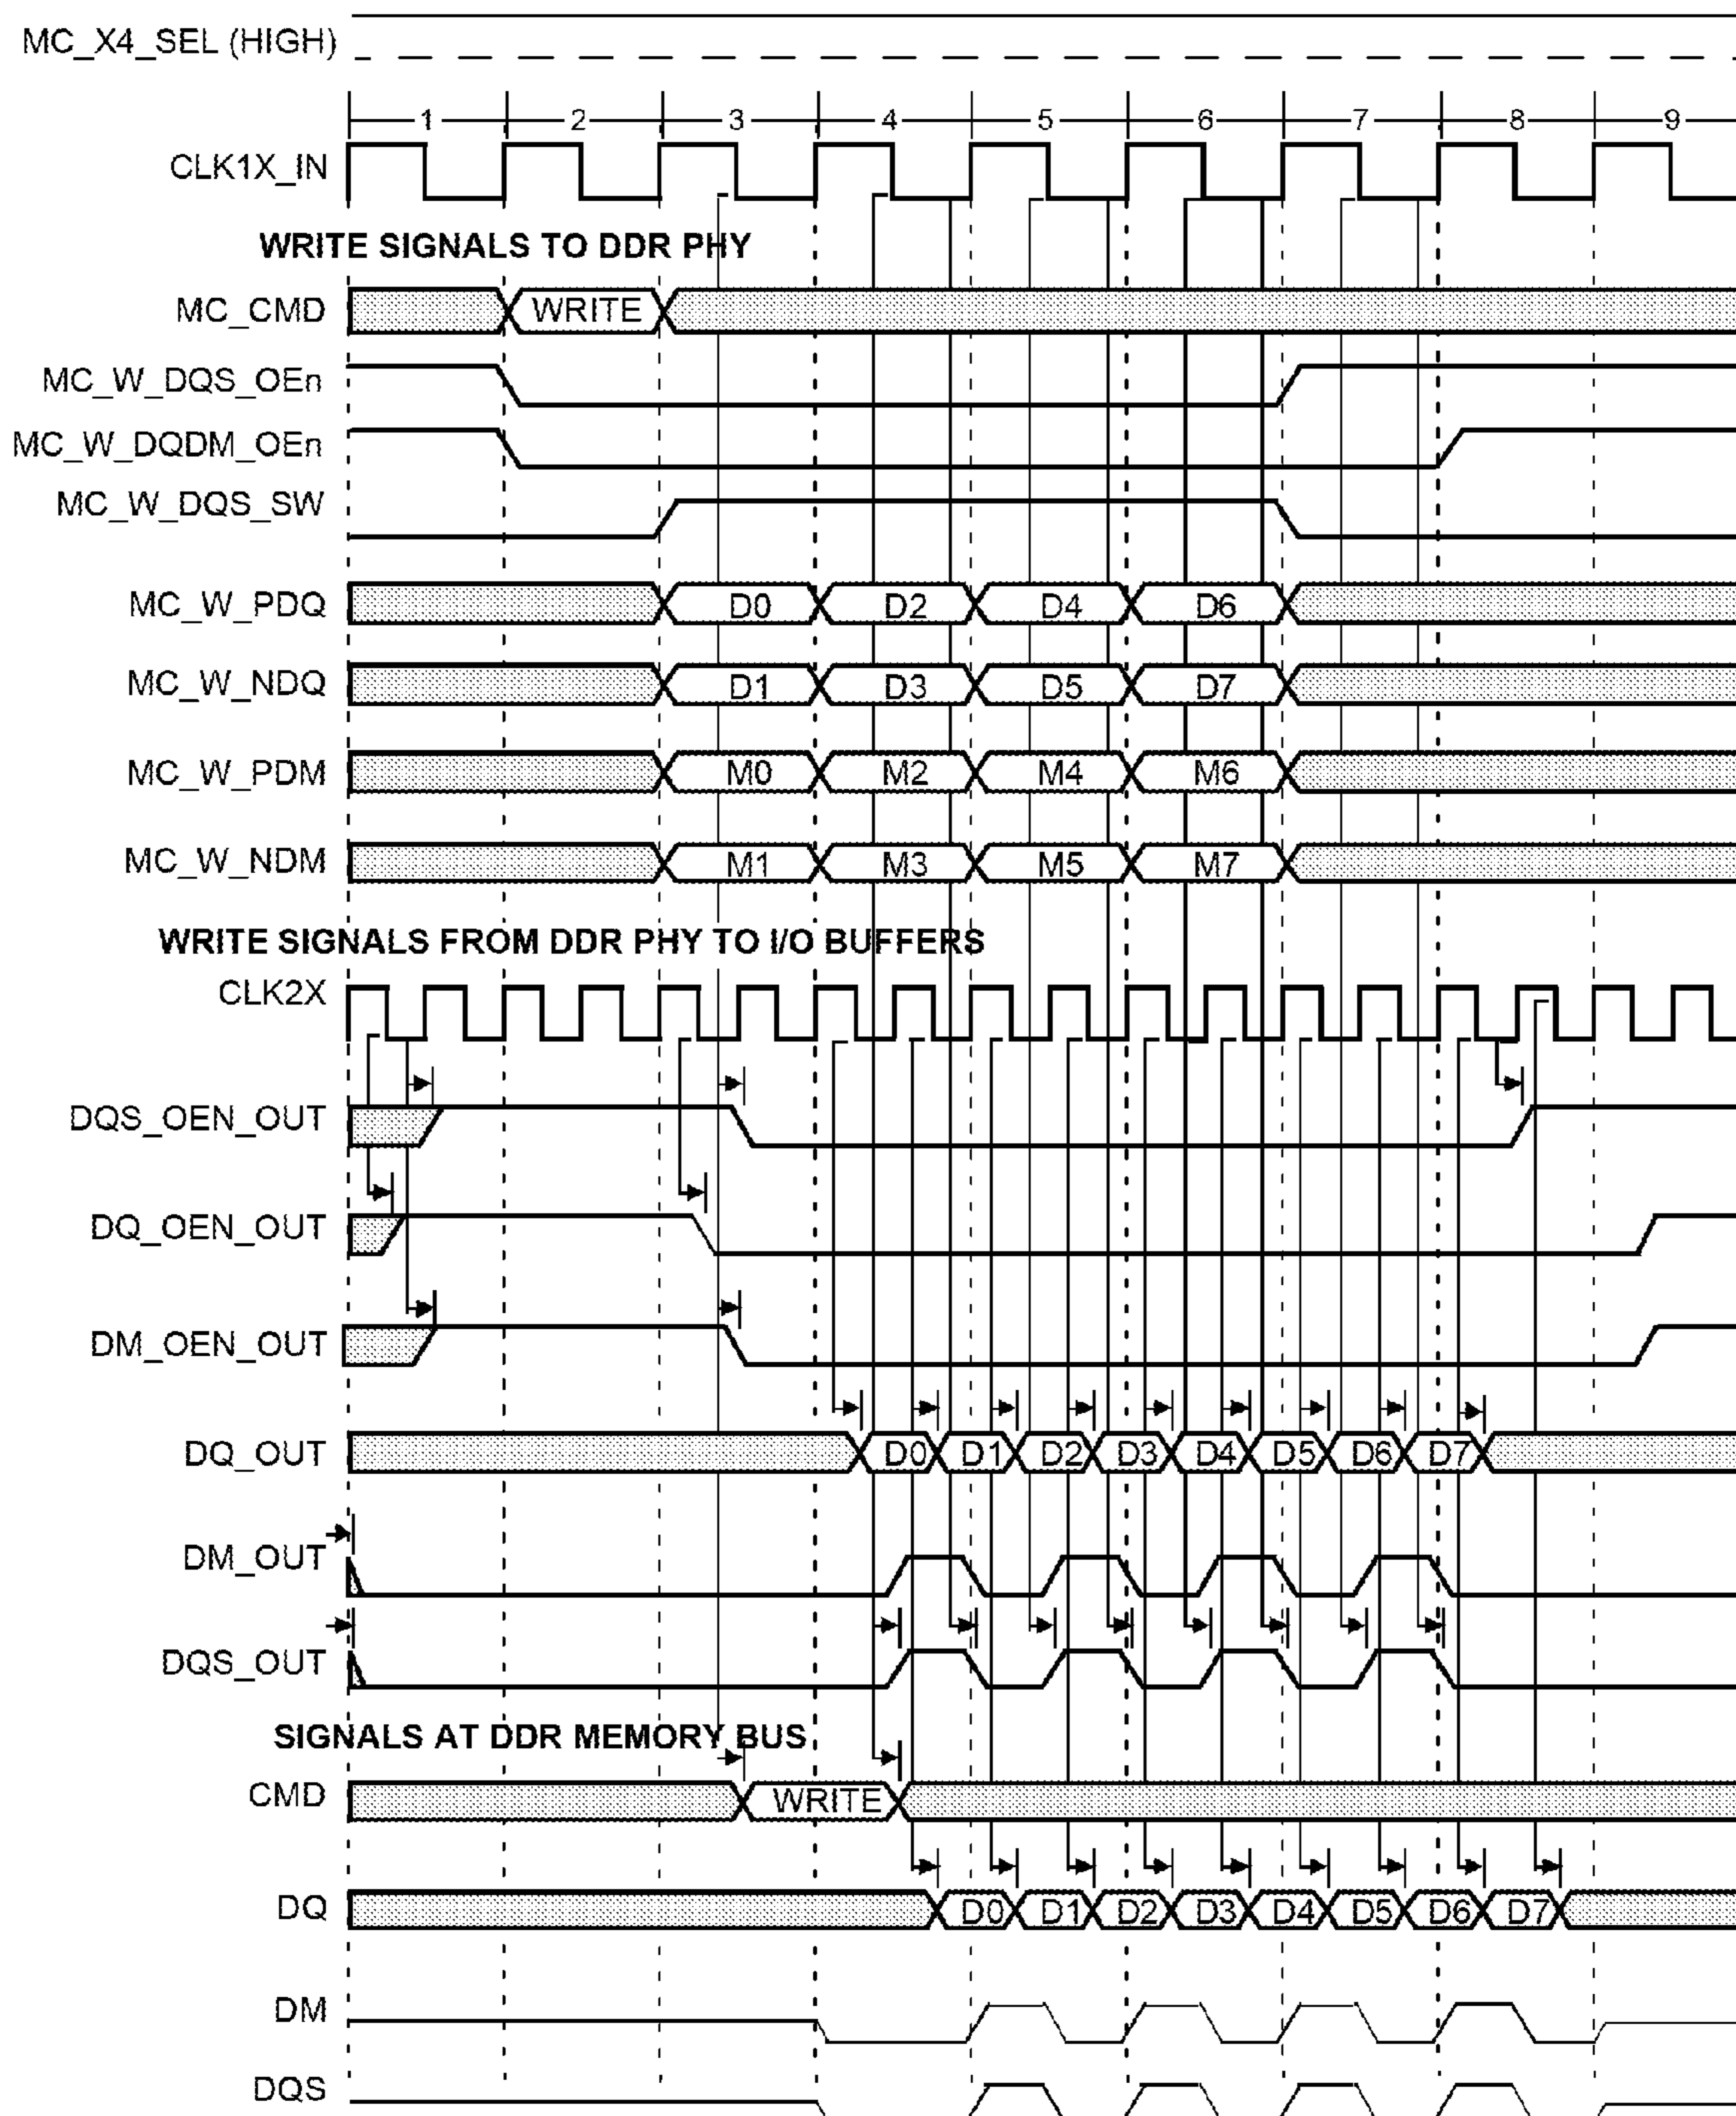 MC_X4_SEL (HIGH)
1 2 3 4 5 6 7 8 9
CLK1X_IN
WRITE SIGNALS TO DDR PHY
MC_CMD WRITE
MC_W_DQS_OEn
MC_W_DQDM_OEn
MC_W_DQS_SW
MC_W_PDQ D0 D2 D4 D6
MC_W_NDQ D1 D3 D5 D7
MC_W_PDM M0 M2 M4 M6
MC_W_NDM M1 M3 M5 M7
WRITE SIGNALS FROM DDR PHY TO I/O BUFFERS
CLK2X
DQS_OEN_OUT
DQ_OEN_OUT
DM_OEN_OUT
DQ_OUT D0 D1 D2 D3 D4 D5 D6 D7
DM_OUT
DQS_OUT
SIGNALS AT DDR MEMORY BUS
CMD WRITE
DQ D0 D1 D2 D3 D4 D5 D6 D7
DM
DQS